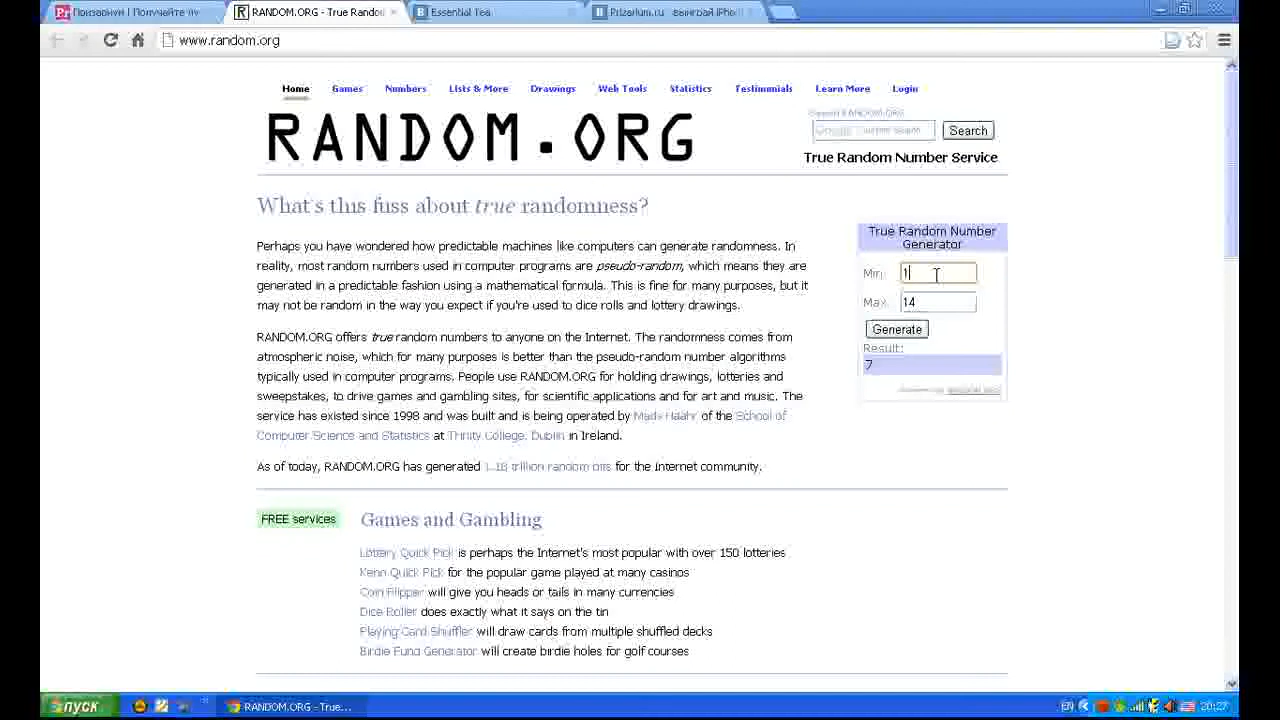 Призариум | Получайте пу
RANDOM.ORG - True Rando
Essential Tea
Prizarium.ru - выиграй iPhon
www.random.org
Home Games Numbers Lists & More Drawings Web Tools Statistics Testimonials Learn More Login
RANDOM.ORG
Search RANDOM.ORG
Google Custom Search
Search
True Random Number Service
What's this fuss about true randomness?
Perhaps you have wondered how predictable machines like computers can generate randomness. In
reality, most random numbers used in computer programs are pseudo-random, which means they are
generated in a predictable fashion using a mathematical formula. This is fine for many purposes, but it
may not be random in the way you expect if you're used to dice rolls and lottery drawings.
RANDOM.ORG offers true random numbers to anyone on the Internet. The randomness comes from
atmospheric noise, which for many purposes is better than the pseudo-random number algorithms
typically used in computer programs. People use RANDOM.ORG for holding drawings, lotteries and
sweepstakes, to drive games and gambling sites, for scientific applications and for art and music. The
service has existed since 1998 and was built and is being operated by Mads Haahr of the School of
Computer Science and Statistics at Trinity College, Dublin in Ireland.
As of today, RANDOM.ORG has generated 1.18 trillion random bits for the Internet community.
True Random Number
Generator
Min: 1
Max: 14
Generate
Result:
7
FREE services
Games and Gambling
Lottery Quick Pick is perhaps the Internet's most popular with over 150 lotteries
Keno Quick Pick for the popular game played at many casinos
Coin Flipper will give you heads or tails in many currencies
Dice Roller does exactly what it says on the tin
Playing Card Shuffler will draw cards from multiple shuffled decks
Birdie Fund Generator will create birdie holes for golf courses
пуск
RANDOM.ORG - True...
EN
20:27